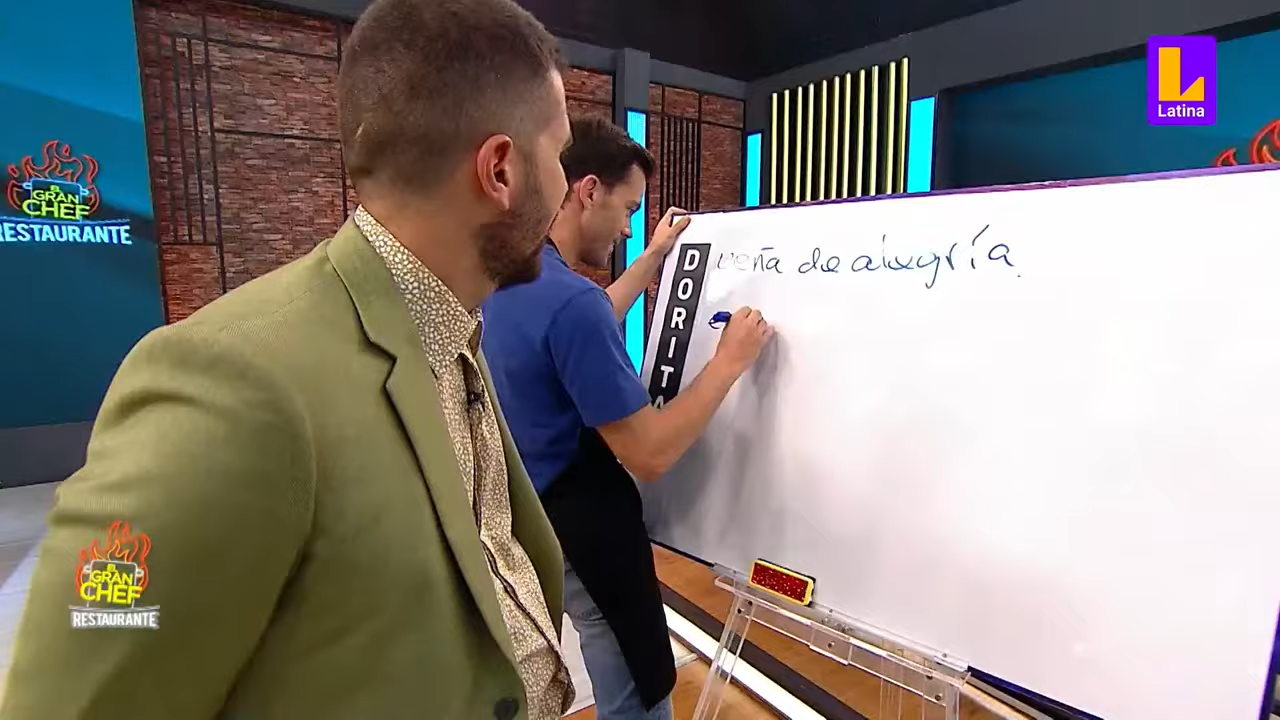 EL
GRAN
CHEF
RESTAURANTE
Latina
DORITA
ueña de alegría.
EL
GRAN
CHEF
RESTAURANTE